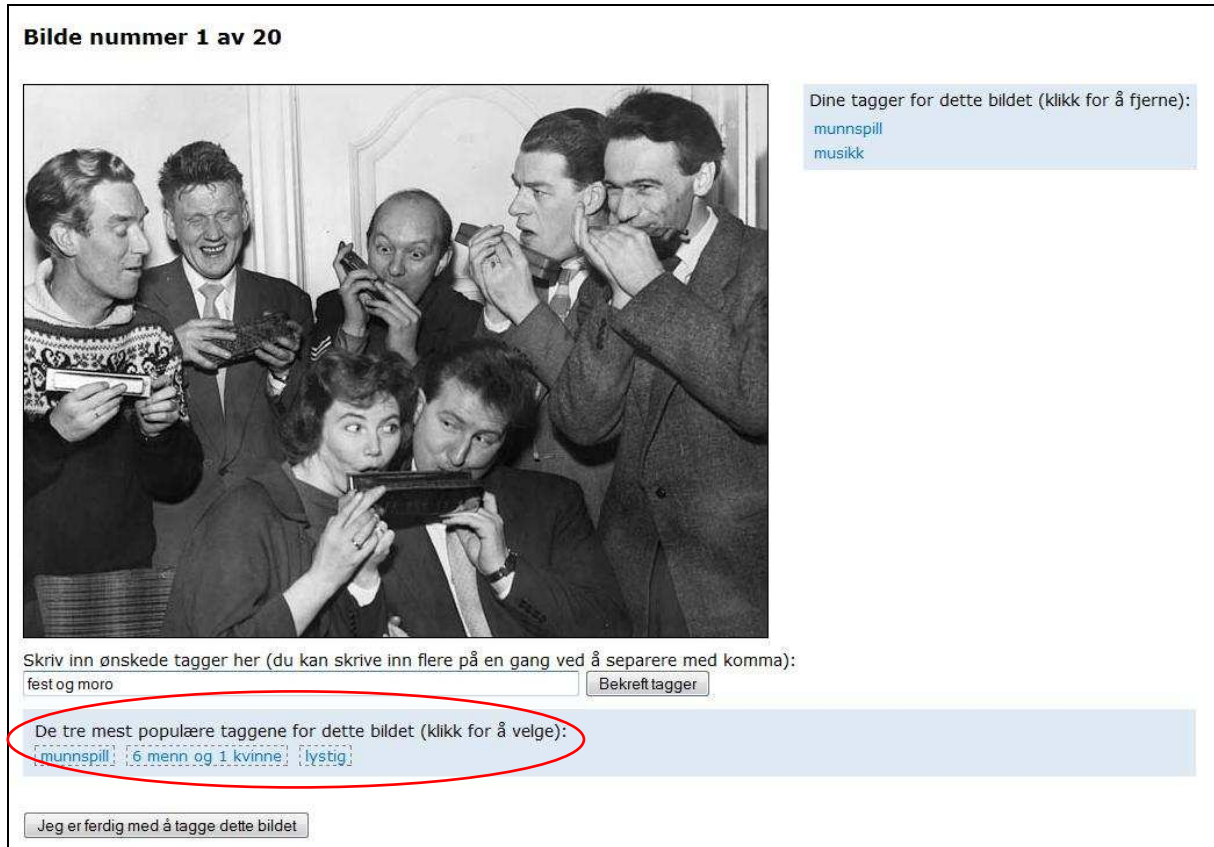 Bilde nummer 1 av 20
Dine tagger for dette bildet (klikk for å fjerne):
munnspill
musikk
Skriv inn ønskede tagger her (du kan skrive inn flere på en gang ved å separere med komma):
fest og moro Bekreft tagger
De tre mest populære taggene for dette bildet (klikk for å velge):
munnspill 6 menn og 1 kvinne lystig
Jeg er ferdig med å tagge dette bildet